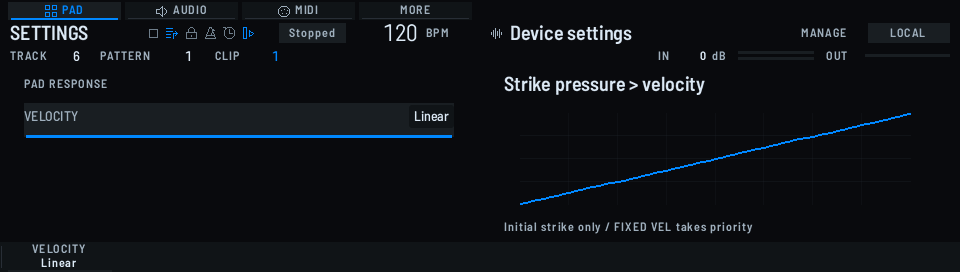 PAD AUDIO MIDI MORE
SETTINGS Stopped 120 BPM Device settings MANAGE LOCAL
TRACK 6 PATTERN 1 CLIP 1 IN 0 dB OUT
PAD RESPONSE
VELOCITY Linear
Strike pressure > velocity
Initial strike only / FIXED VEL takes priority
VELOCITY
Linear